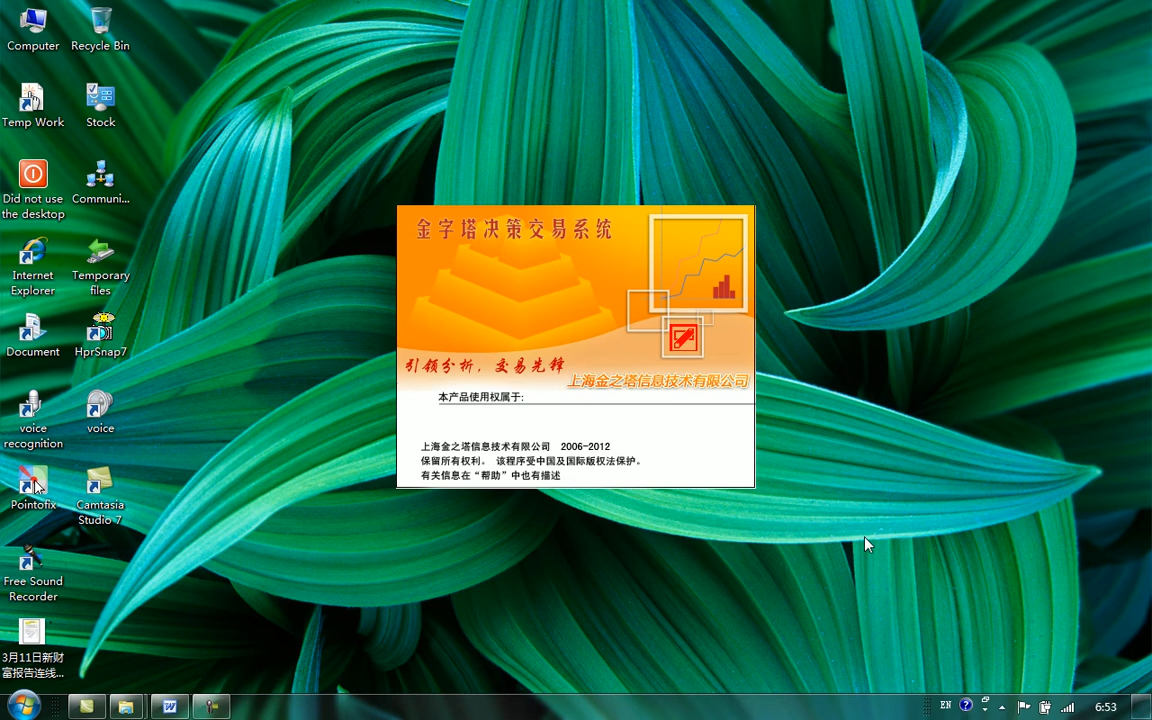 Computer
Recycle Bin
Temp Work
Stock
Did not use
the desktop
Communi...
Internet
Explorer
Temporary
files
Document
HprSnap7
voice
recognition
voice
Pointofix
Camtasia
Studio 7
Free Sound
Recorder
3月11日新财
富报告连线...
金字塔决策交易系统
引领分析，交易先锋
上海金之塔信息技术有限公司
本产品使用权属于:
上海金之塔信息技术有限公司 2006-2012
保留所有权利。 该程序受中国及国际版权法保护。
有关信息在“帮助”中也有描述
EN
6:53